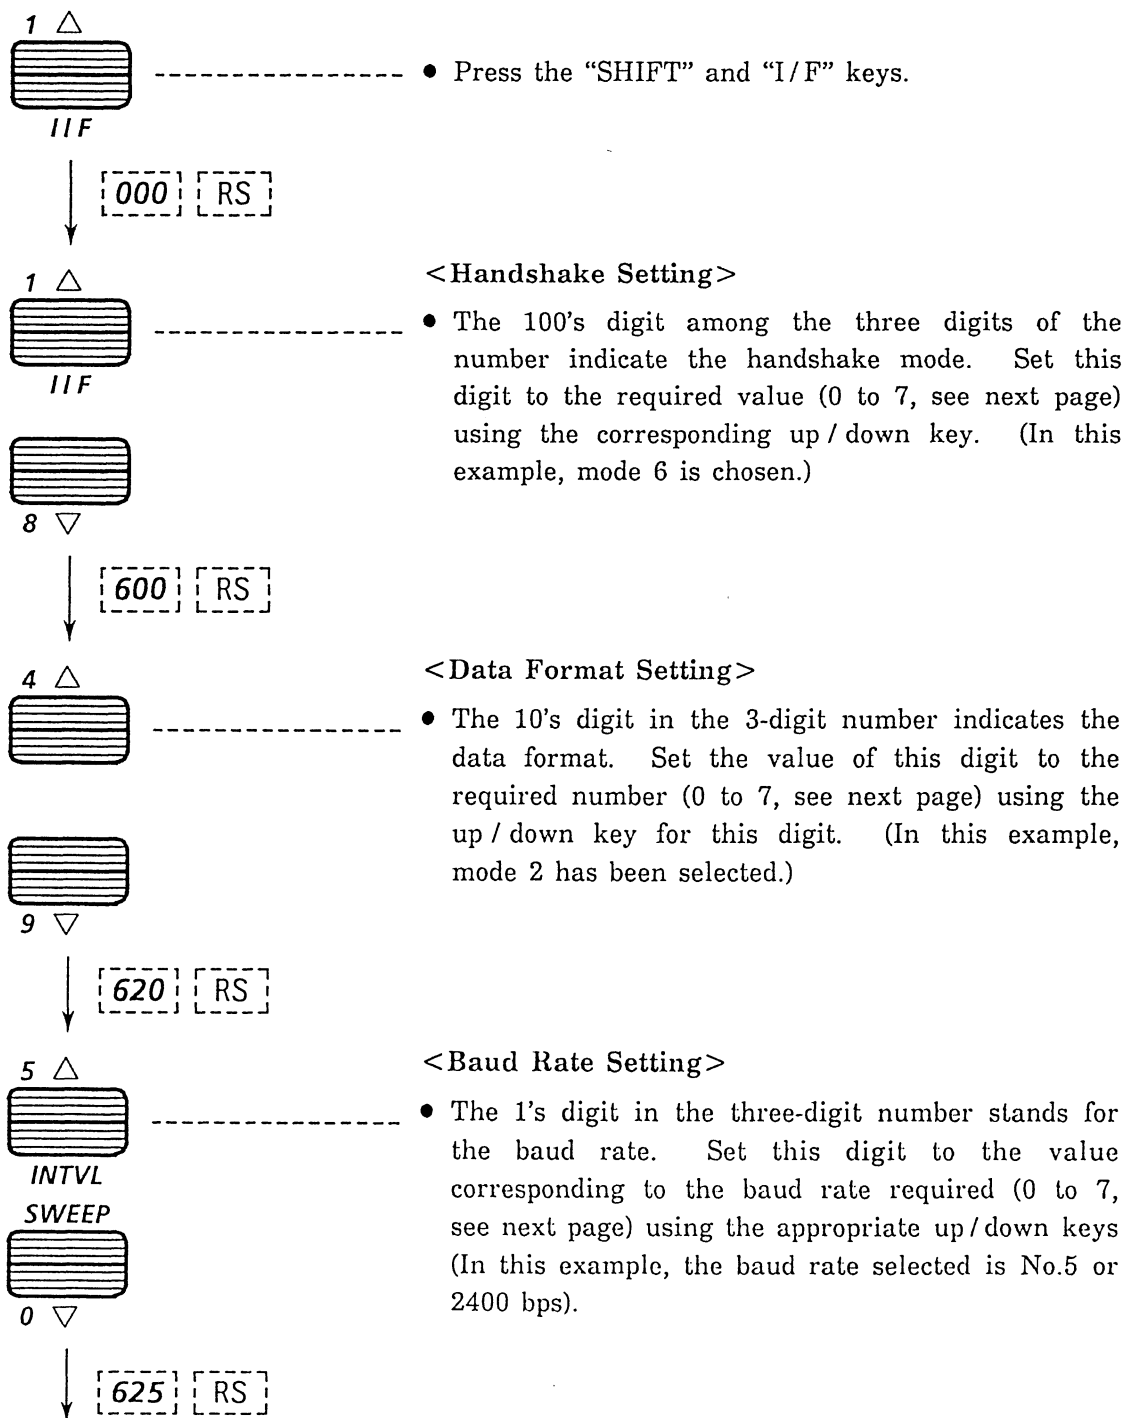 1 △
● Press the “SHIFT” and “I/F” keys.
I/F
000 RS
1 △
<Handshake Setting>
● The 100's digit among the three digits of the
number indicate the handshake mode. Set this
I/F
digit to the required value (0 to 7, see next page)
using the corresponding up / down key. (In this
example, mode 6 is chosen.)
8 ▽
600 RS
4 △
<Data Format Setting>
● The 10's digit in the 3-digit number indicates the
data format. Set the value of this digit to the
required number (0 to 7, see next page) using the
up / down key for this digit. (In this example,
mode 2 has been selected.)
9 ▽
620 RS
5 △
<Baud Rate Setting>
● The 1's digit in the three-digit number stands for
the baud rate. Set this digit to the value
INTVL
corresponding to the baud rate required (0 to 7,
SWEEP
see next page) using the appropriate up / down keys
(In this example, the baud rate selected is No.5 or
2400 bps).
0 ▽
625 RS